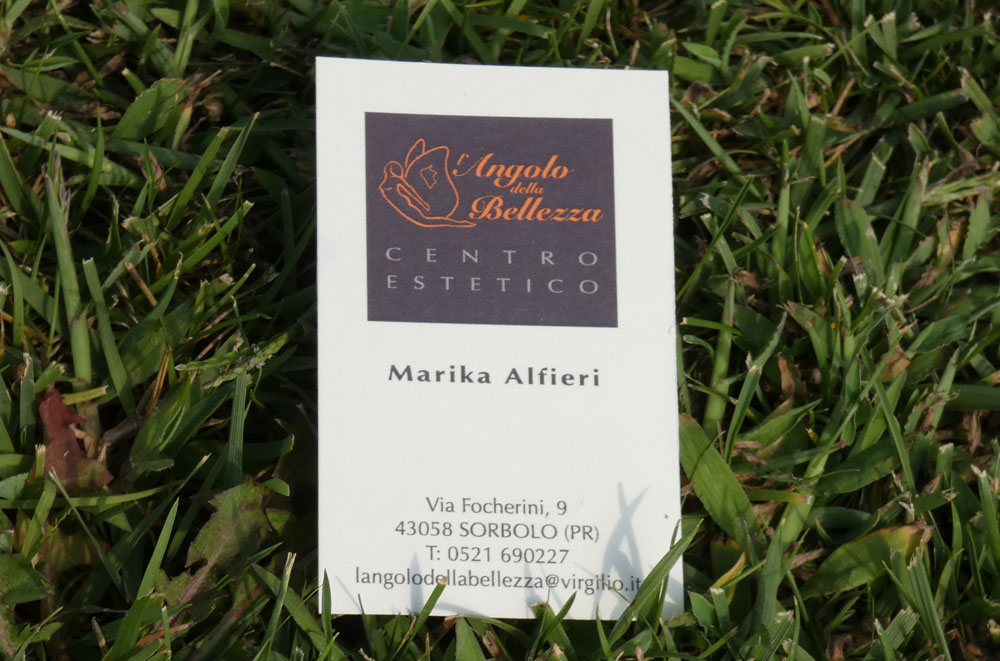 l'Angolo
della
Bellezza
CENTRO
ESTETICO
Marika Alfieri
Via Focherini, 9
43058 SORBOLO (PR)
T: 0521 690227
langolodellabellezza@virgilio.it